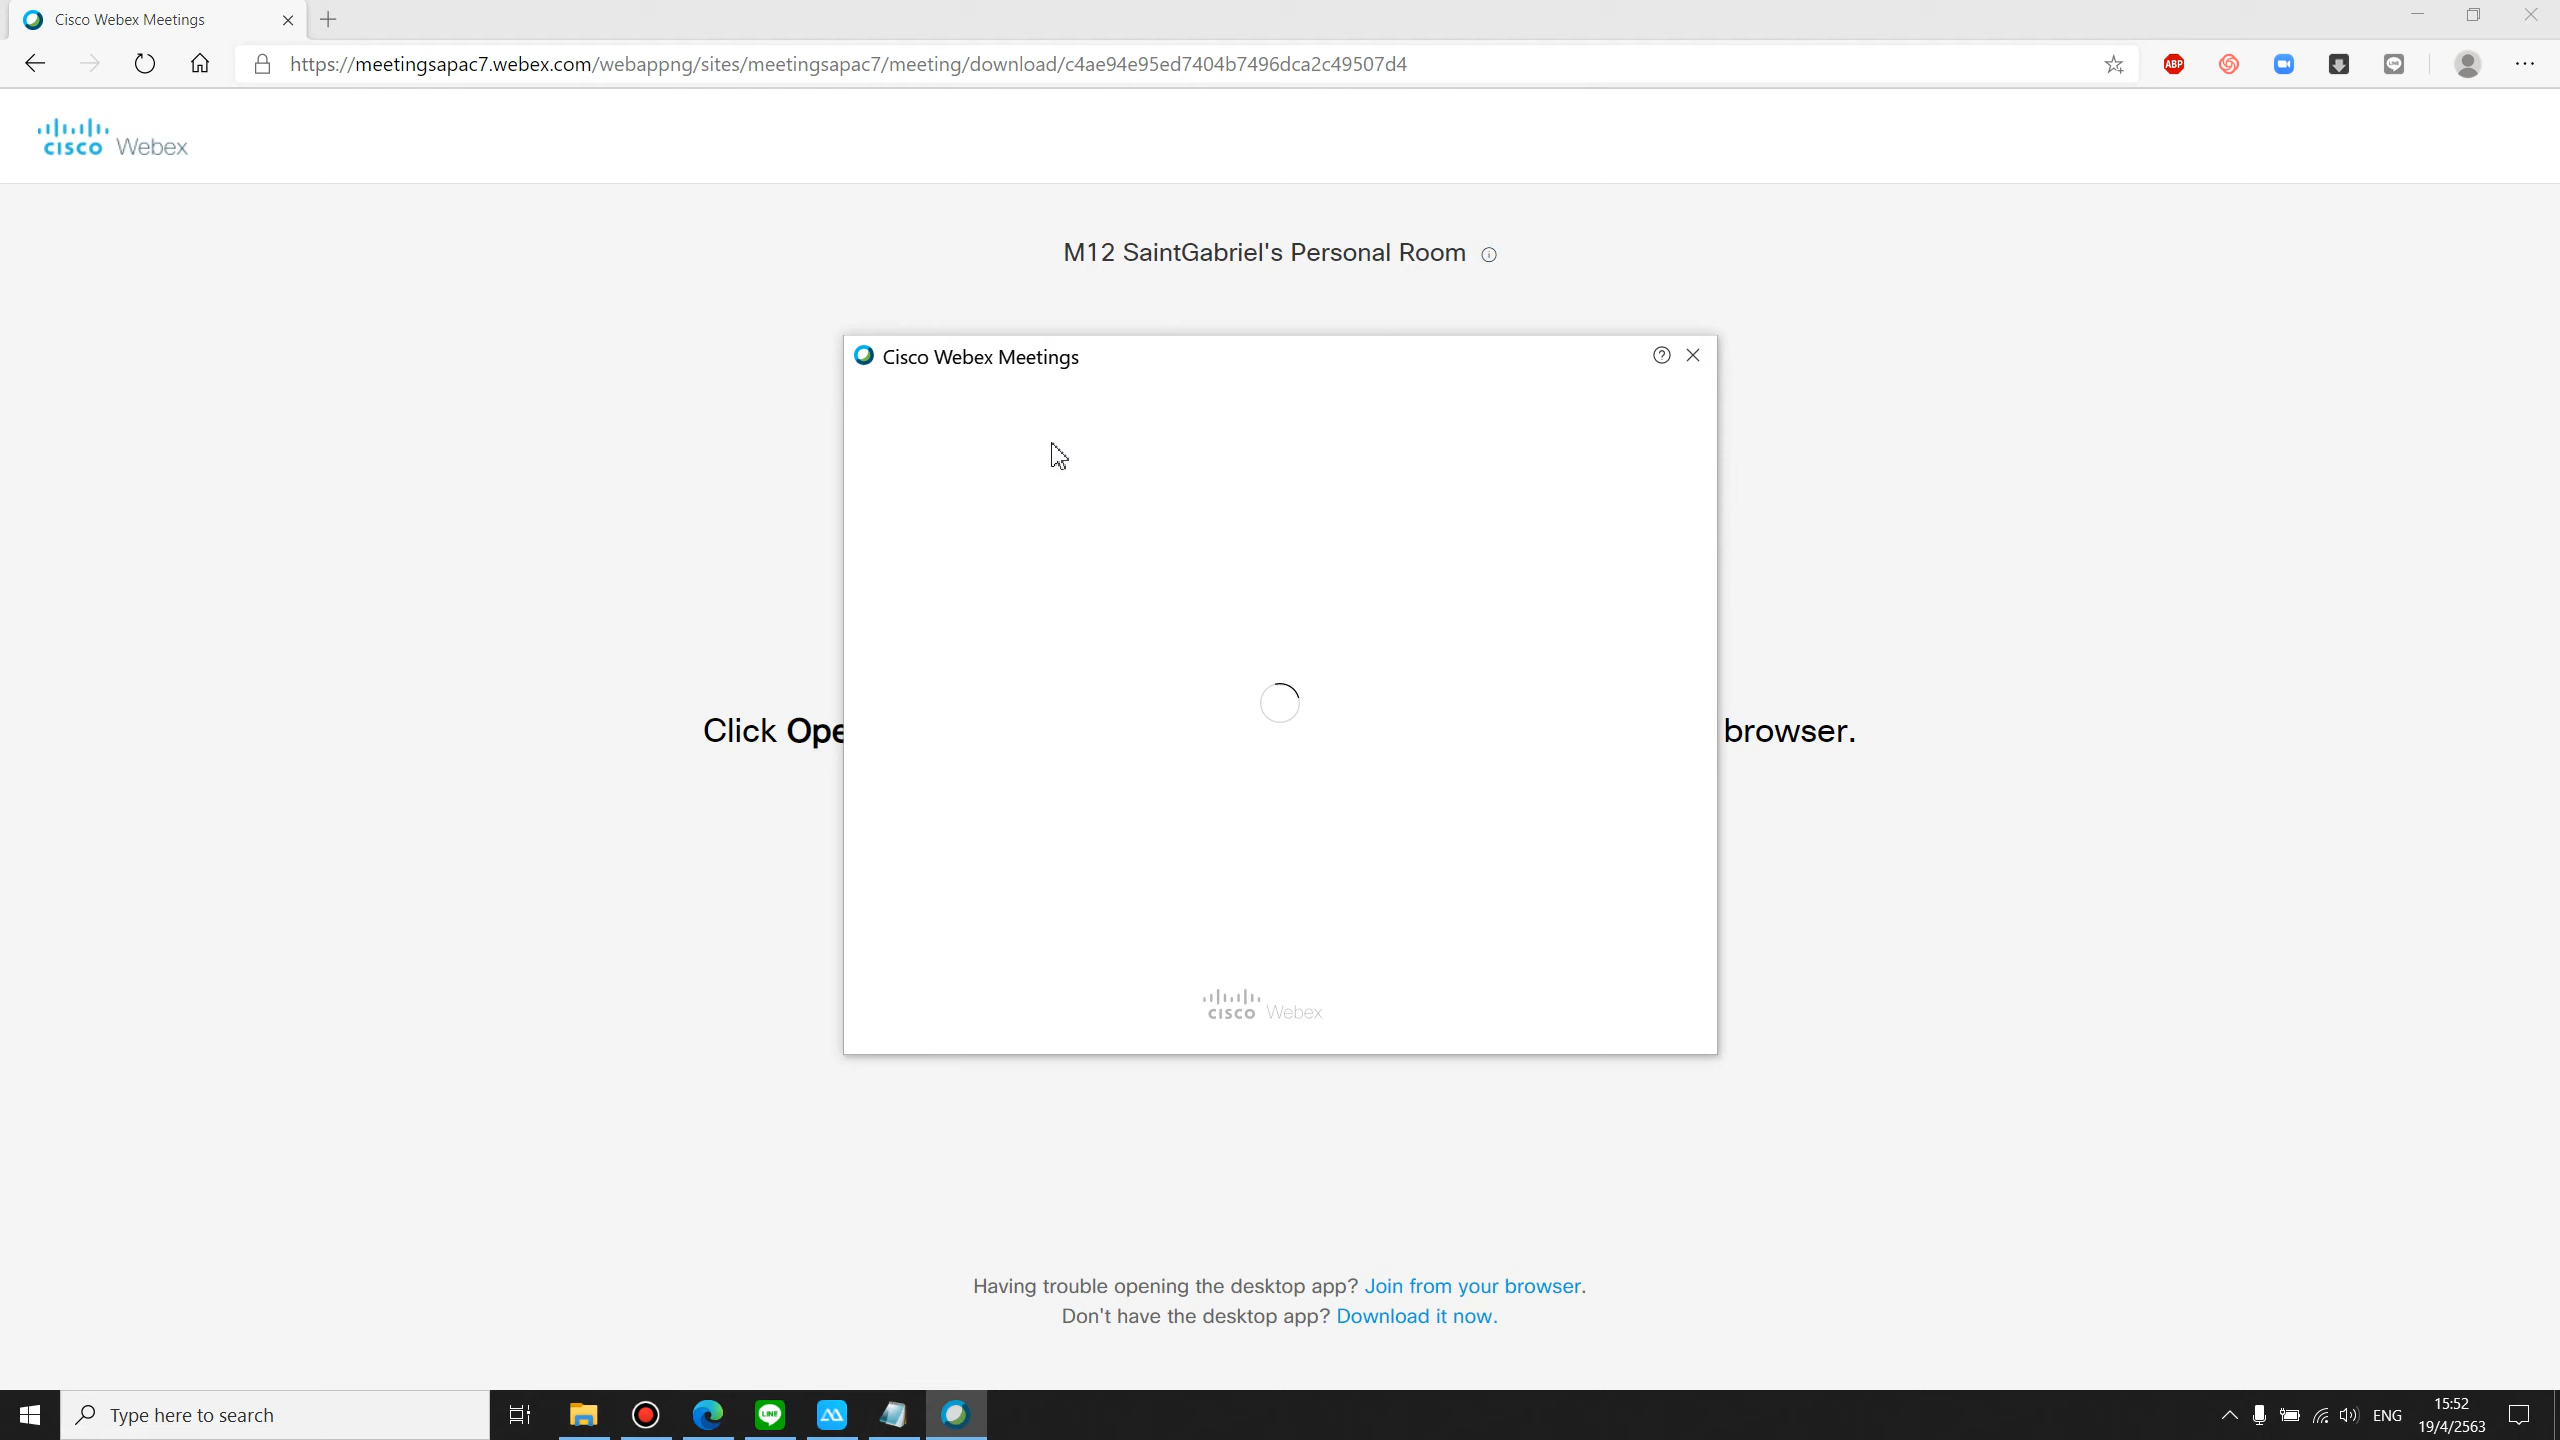 Cisco Webex Meetings
https://meetingsapac7.webex.com/webappng/sites/meetingsapac7/meeting/download/c4ae94e95ed7404b7496dca2c49507d4
ABP
CISCO Webex
M12 SaintGabriel's Personal Room
Cisco Webex Meetings
Click Ope browser.
CISCO Webex
Having trouble opening the desktop app? Join from your browser.
Don't have the desktop app? Download it now.
Type here to search
LINE
ENG
15:52
19/4/2563